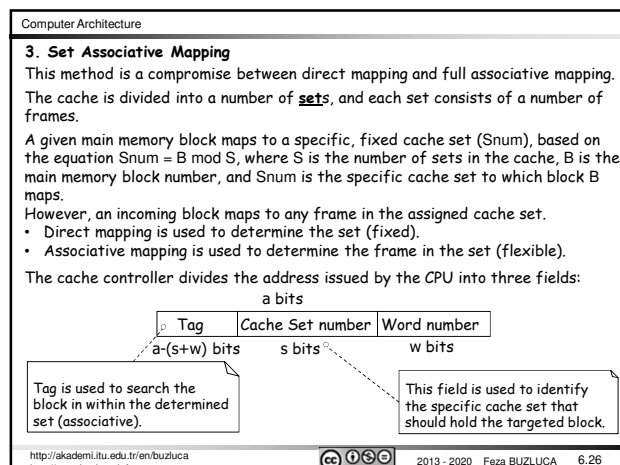 Computer Architecture
3. Set Associative Mapping
This method is a compromise between direct mapping and full associative mapping.
The cache is divided into a number of sets, and each set consists of a number of
frames.
A given main memory block maps to a specific, fixed cache set (Snum), based on
the equation Snum = B mod S, where S is the number of sets in the cache, B is the
main memory block number, and Snum is the specific cache set to which block B
maps.
However, an incoming block maps to any frame in the assigned cache set.
• Direct mapping is used to determine the set (fixed).
• Associative mapping is used to determine the frame in the set (flexible).
The cache controller divides the address issued by the CPU into three fields:
a bits
Tag Cache Set number Word number
a-(s+w) bits s bits w bits
Tag is used to search the
block in within the determined
set (associative).
This field is used to identify
the specific cache set that
should hold the targeted block.
http://akademi.itu.edu.tr/en/buzluca
cc 2013 - 2020 Feza BUZLUCA 6.26